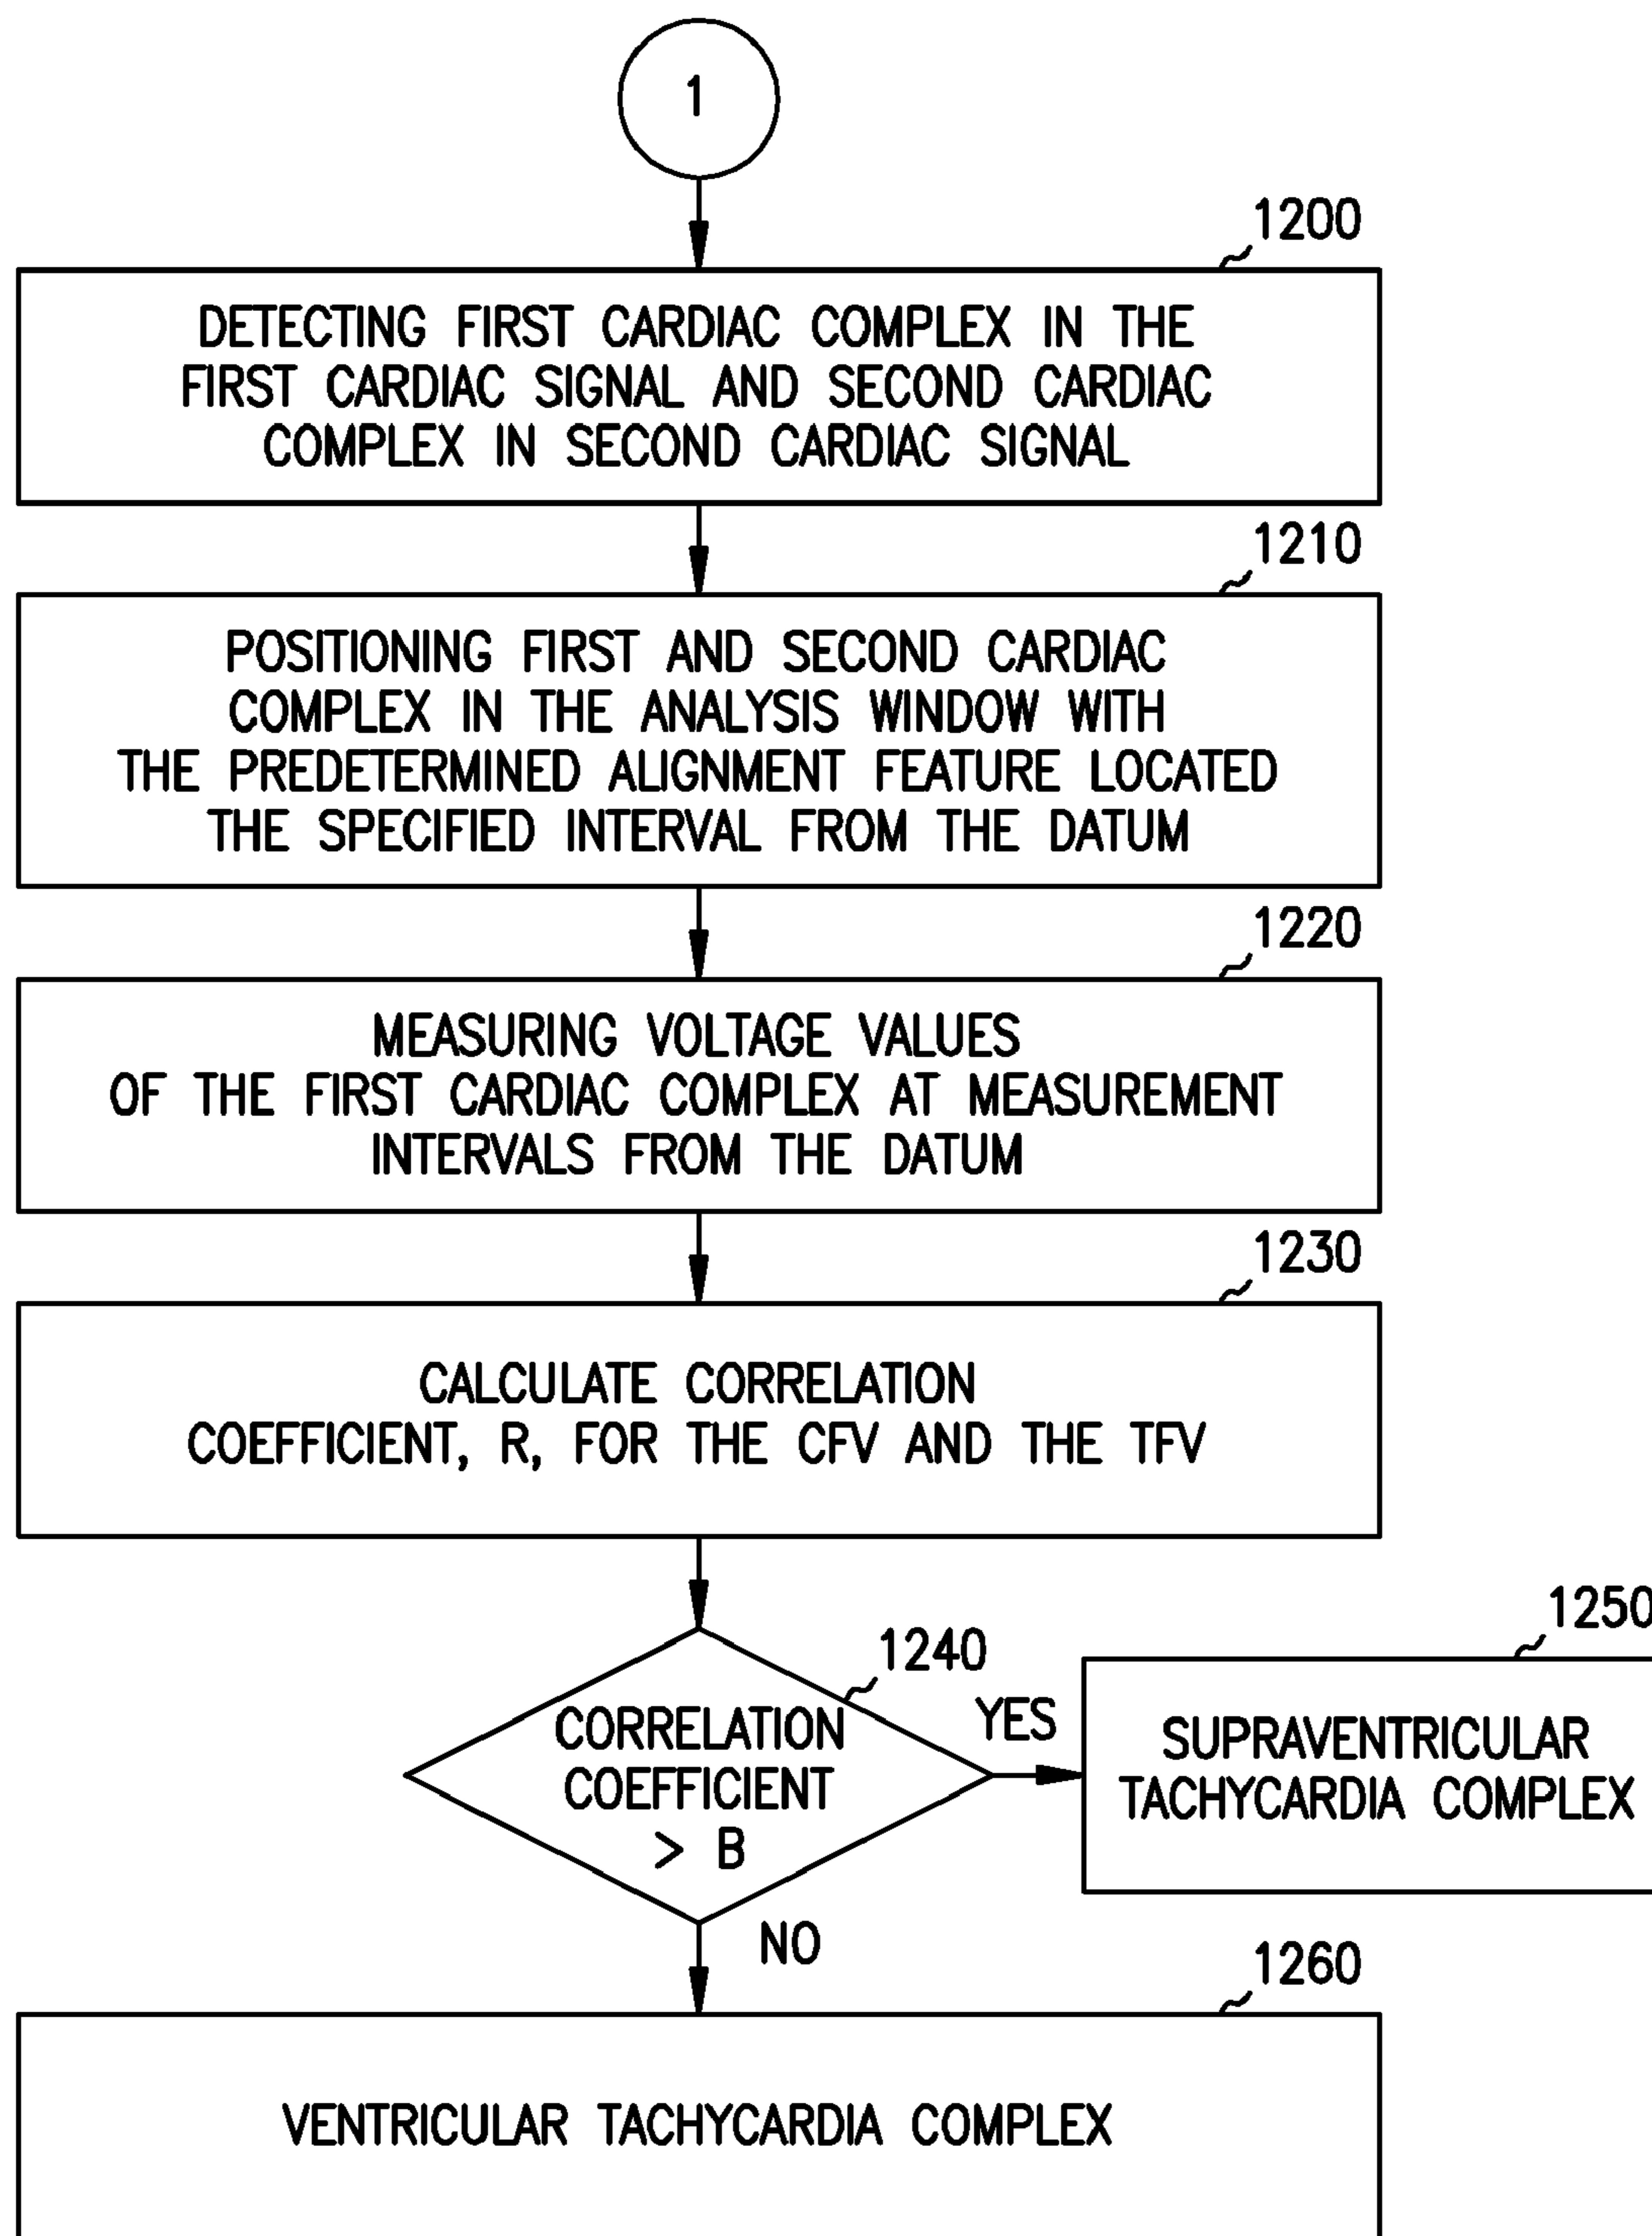 1
1200
DETECTING FIRST CARDIAC COMPLEX IN THE
FIRST CARDIAC SIGNAL AND SECOND CARDIAC
COMPLEX IN SECOND CARDIAC SIGNAL
1210
POSITIONING FIRST AND SECOND CARDIAC
COMPLEX IN THE ANALYSIS WINDOW WITH
THE PREDETERMINED ALIGNMENT FEATURE LOCATED
THE SPECIFIED INTERVAL FROM THE DATUM
1220
MEASURING VOLTAGE VALUES
OF THE FIRST CARDIAC COMPLEX AT MEASUREMENT
INTERVALS FROM THE DATUM
1230
CALCULATE CORRELATION
COEFFICIENT, R, FOR THE CFV AND THE TFV
1240
CORRELATION
COEFFICIENT
> B
YES
1250
SUPRAVENTRICULAR
TACHYCARDIA COMPLEX
NO
1260
VENTRICULAR TACHYCARDIA COMPLEX